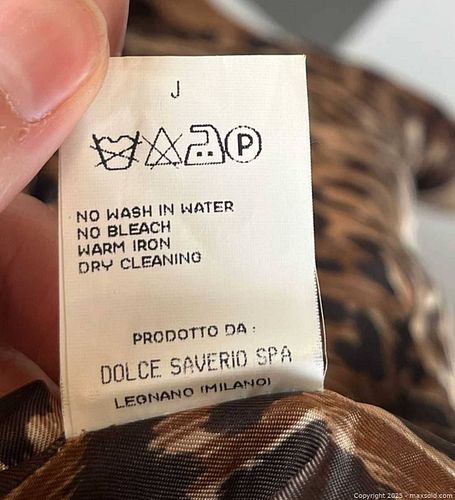 J
P
NO WASH IN WATER
NO BLEACH
WARM IRON
DRY CLEANING
PRODOTTO DA :
DOLCE SAVERIO SPA
LEGNANO (MILANO)
Copyright 2025 - maxsold.com